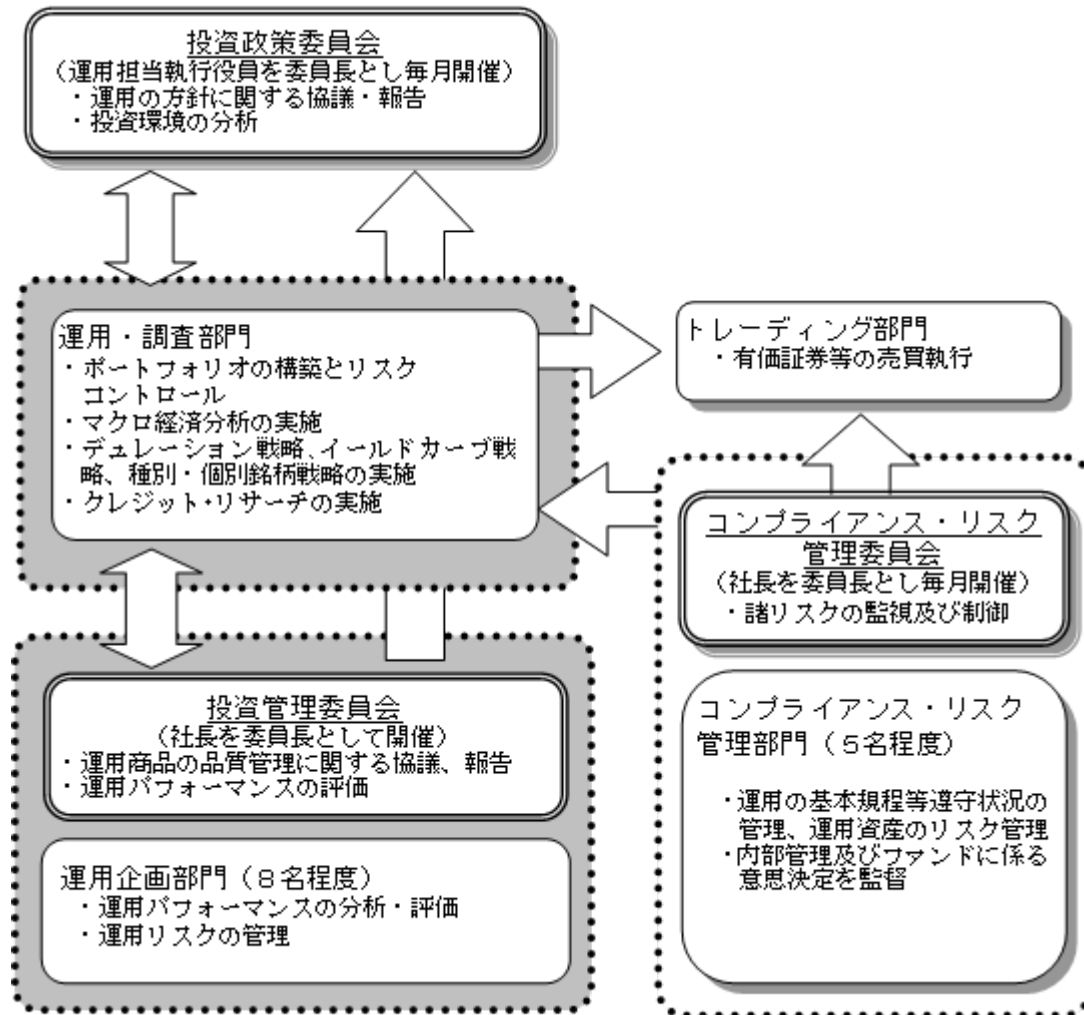 投資政策委員会
(運用担当執行役員を委員長とし毎月開催)
・運用の方針に関する協議・報告
・投資環境の分析
運用・調査部門
・ポートフォリオの構築とリスク
コントロール
・マクロ経済分析の実施
・デュレーション戦略、イールドカーブ戦
略、種別・個別銘柄戦略の実施
・クレジット・リサーチの実施
トレーディング部門
・有価証券等の売買執行
投資管理委員会
(社長を委員長として開催)
・運用商品の品質管理に関する協議、報告
・運用パフォーマンスの評価
運用企画部門(8名程度)
・運用パフォーマンスの分析・評価
・運用リスクの管理
コンプライアンス・リスク
管理委員会
(社長を委員長とし毎月開催)
・諸リスクの監視及び制御
コンプライアンス・リスク
管理部門(5名程度)
・運用の基本規程等遵守状況の
管理、運用資産のリスク管理
・内部管理及びファンドに係る
意思決定を監督